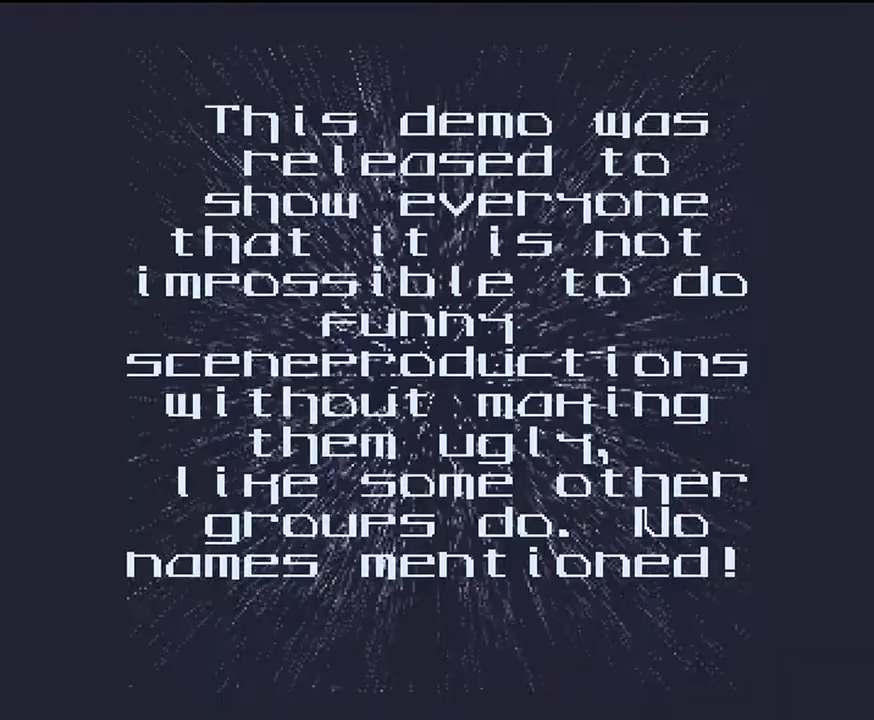 This demo was
released to
show everyone
that it is not
impossible to do
funny
sceneproductions
without making
them ugly,
like some other
groups do. No
names mentioned!